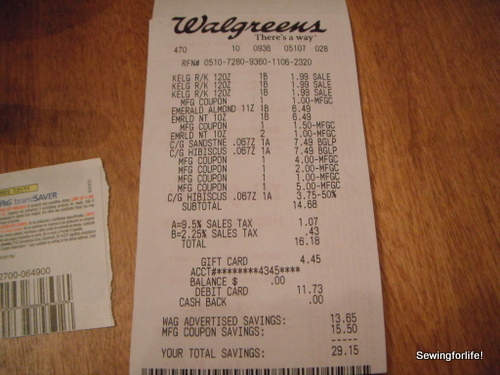 Walgreens
There's a way
470 10 0936 05107 028
RFN# 0510-7280-9360-1106-2320
KELG R/K 12OZ 1B 1.99 SALE
KELG R/K 12OZ 1B 1.99 SALE
KELG R/K 12OZ 1B 1.99 SALE
MFG COUPON 1 1.00-MFGC
EMERALD ALMOND 11Z 1B 6.49
EMRLD NT 10Z 1B 6.49
MFG COUPON 1 1.50-MFGC
EMRLD NT 10Z 2 1.00-MFGC
C/G SANDSTNE .067Z 1A 7.49 BGLP
C/G HIBISCUS .067Z 1A 7.49 BGLP
MFG COUPON 1 4.00-MFGC
MFG COUPON 1 2.00-MFGC
MFG COUPON 1 1.00-MFGC
MFG COUPON 1 5.00-MFGC
C/G HIBISCUS .067Z 1A 3.75-50%
SUBTOTAL 14.68
A=9.5% SALES TAX 1.07
B=2.25% SALES TAX .43
TOTAL 16.18
GIFT CARD 4.45
ACCT#********4345****
BALANCE $ .00
DEBIT CARD 11.73
CASH BACK .00
WAG ADVERTISED SAVINGS: 13.65
MFG COUPON SAVINGS: 15.50
-----
YOUR TOTAL SAVINGS: 29.15
P&G brandSAVER
2700-064900
Sewingforlife!